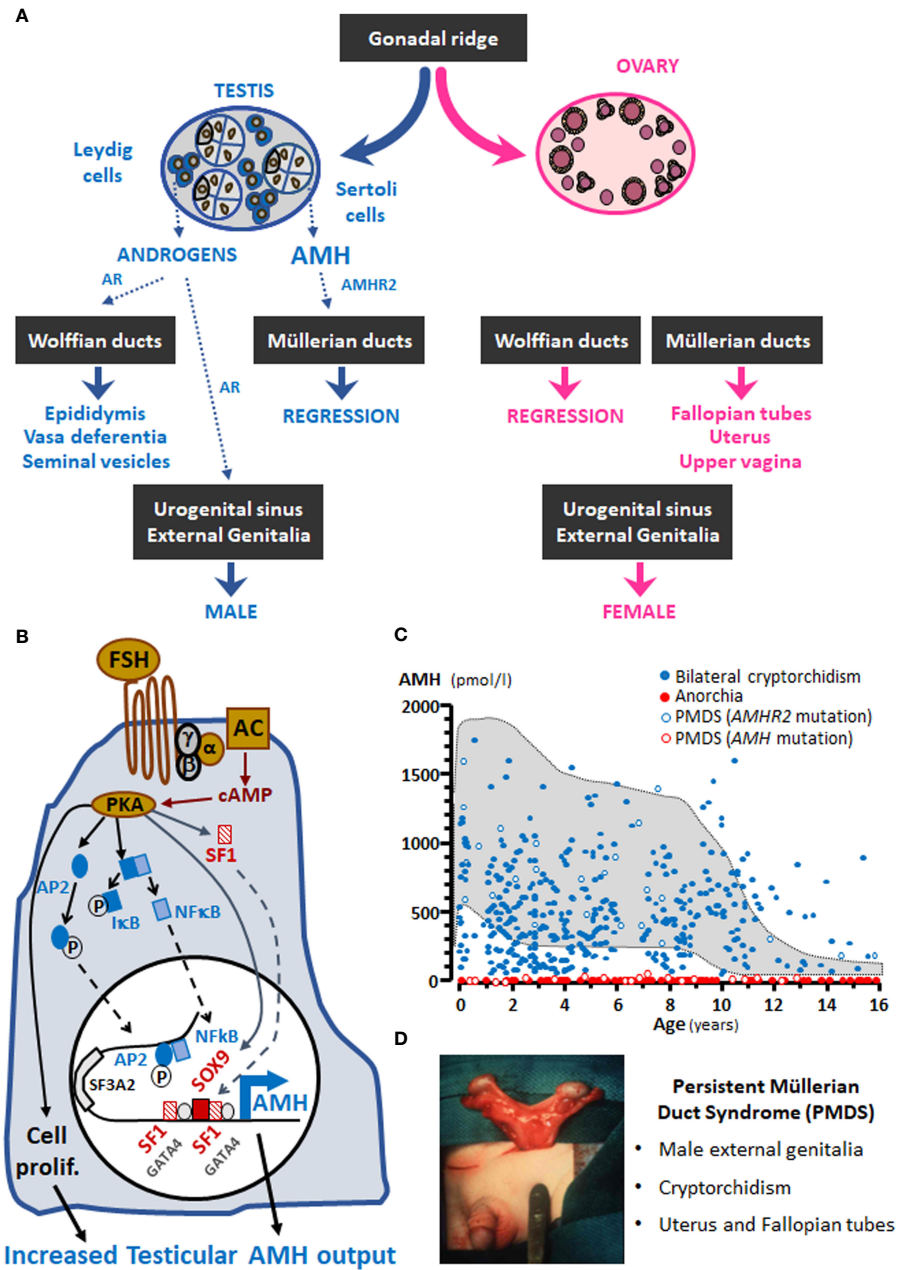 A
Gonadal ridge
TESTIS
OVARY
Leydig
cells
Sertoli
cells
ANDROGENS
AMH
AR
AMHR2
Wolffian ducts
Müllerian ducts
Wolffian ducts
Müllerian ducts
AR
Epididymis
Vasa deferentia
Seminal vesicles
REGRESSION
REGRESSION
Fallopian tubes
Uterus
Upper vagina
Urogenital sinus
External Genitalia
Urogenital sinus
External Genitalia
MALE
FEMALE
B
FSH
γ
β
α
AC
cAMP
PKA
SF1
AP2
P
IκB
NFκB
P
NFkB
AP2
P
SOX9
SF3A2
AMH
SF1
GATA4
SF1
GATA4
Cell
prolif.
Increased Testicular AMH output
C
AMH (pmol/l)
Bilateral cryptorchidism
Anorchia
PMDS (AMHR2 mutation)
PMDS (AMH mutation)
2000
1500
1000
500
0
0 2 4 6 8 10 12 14 16
Age (years)
D
Persistent Müllerian
Duct Syndrome (PMDS)
• Male external genitalia
• Cryptorchidism
• Uterus and Fallopian tubes